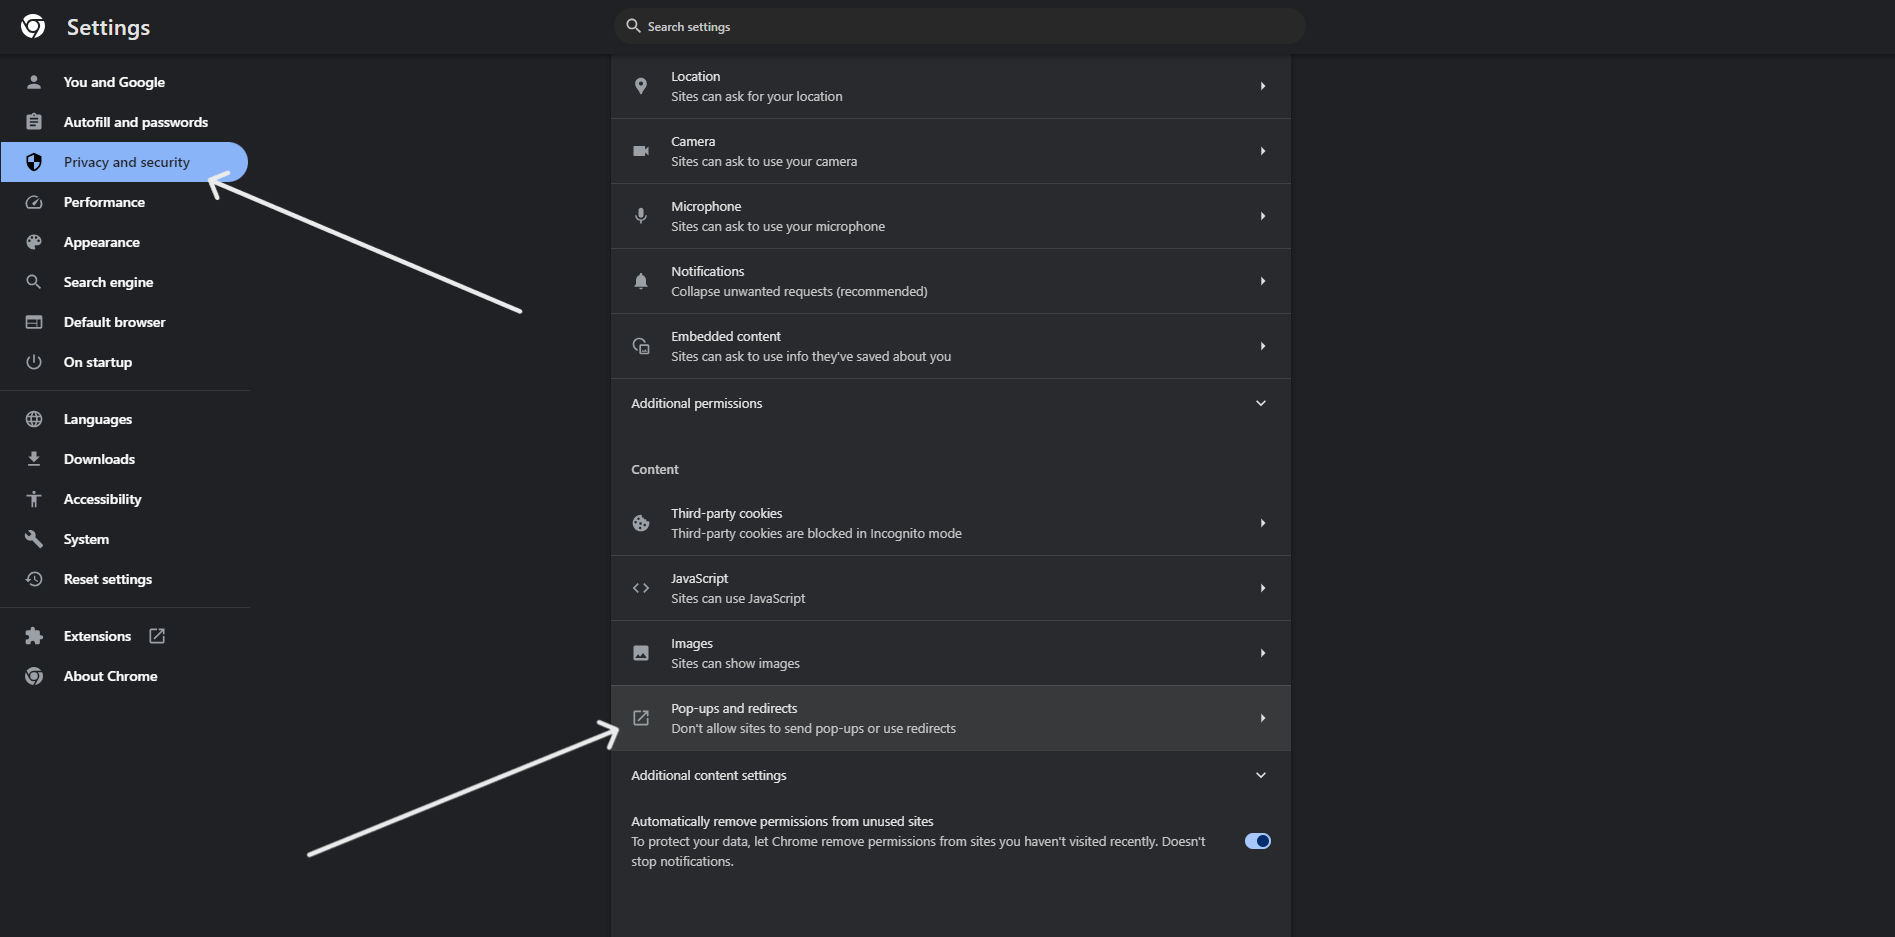 Settings
Search settings
You and Google
Autofill and passwords
Privacy and security
Performance
Appearance
Search engine
Default browser
On startup
Languages
Downloads
Accessibility
System
Reset settings
Extensions
About Chrome
Location
Sites can ask for your location
Camera
Sites can ask to use your camera
Microphone
Sites can ask to use your microphone
Notifications
Collapse unwanted requests (recommended)
Embedded content
Sites can ask to use info they've saved about you
Additional permissions
Content
Third-party cookies
Third-party cookies are blocked in Incognito mode
JavaScript
Sites can use JavaScript
Images
Sites can show images
Pop-ups and redirects
Don't allow sites to send pop-ups or use redirects
Additional content settings
Automatically remove permissions from unused sites
To protect your data, let Chrome remove permissions from sites you haven't visited recently. Doesn't
stop notifications.